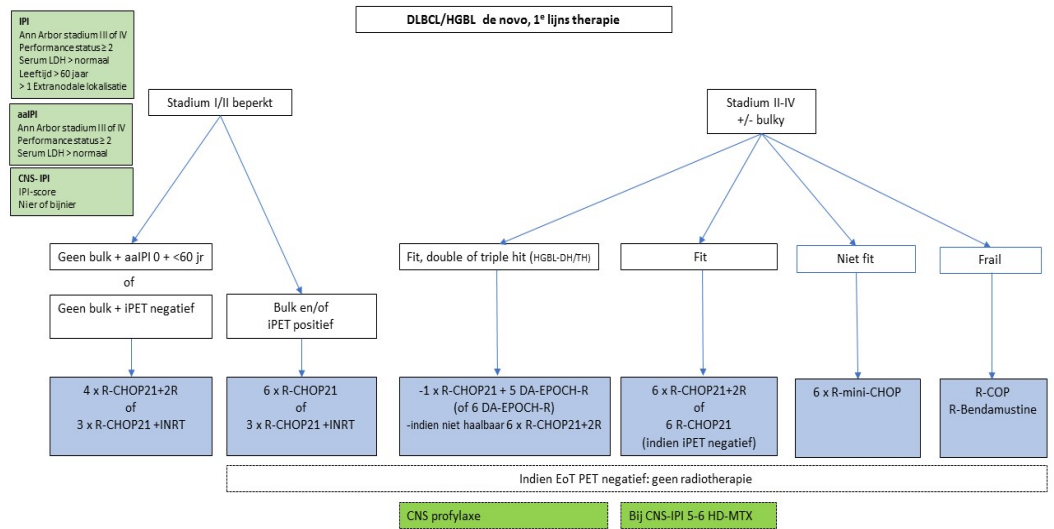 DLBCL/HGBL de novo, 1e lijns therapie
IPI
Ann Arbor stadium III of IV
Performance status ≥ 2
Serum LDH > normaal
Leeftijd > 60 jaar
> 1 Extranodale lokalisatie
aaIPI
Ann Arbor stadium III of IV
Performance status ≥ 2
Serum LDH > normaal
CNS- IPI
IPI-score
Nier of bijnier
Stadium I/II beperkt
Stadium II-IV
+/- bulky
Geen bulk + aaIPI 0 + <60 jr
of
Geen bulk + iPET negatief
Bulk en/of
iPET positief
Fit, double of triple hit (HGBL-DH/TH)
Fit
Niet fit
Frail
4 x R-CHOP21+2R
of
3 x R-CHOP21 +INRT
6 x R-CHOP21
of
3 x R-CHOP21 +INRT
-1 x R-CHOP21 + 5 DA-EPOCH-R
(of 6 DA-EPOCH-R)
-indien niet haalbaar 6 x R-CHOP21+2R
6 x R-CHOP21+2R
of
6 R-CHOP21
(indien iPET negatief)
6 x R-mini-CHOP
R-COP
R-Bendamustine
Indien EoT PET negatief: geen radiotherapie
CNS profylaxe
Bij CNS-IPI 5-6 HD-MTX